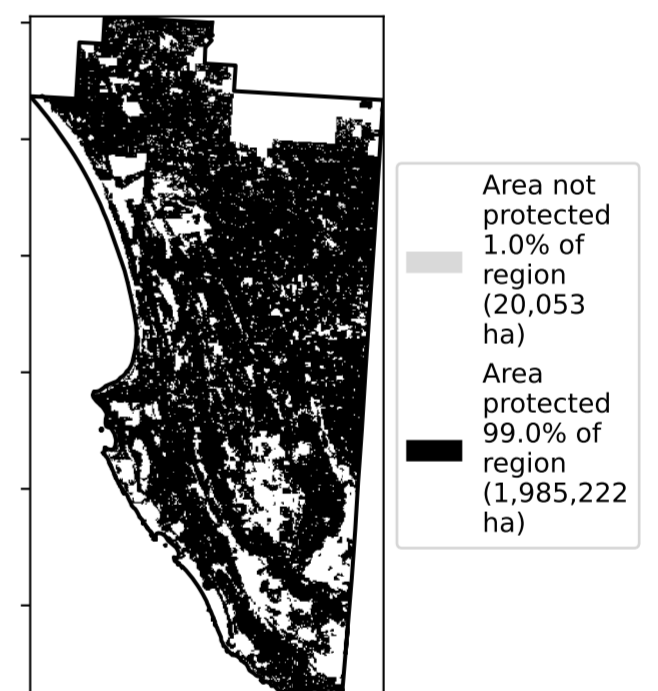 Area not
protected
1.0% of
region
(20,053
ha)
Area
protected
99.0% of
region
(1,985,222
ha)